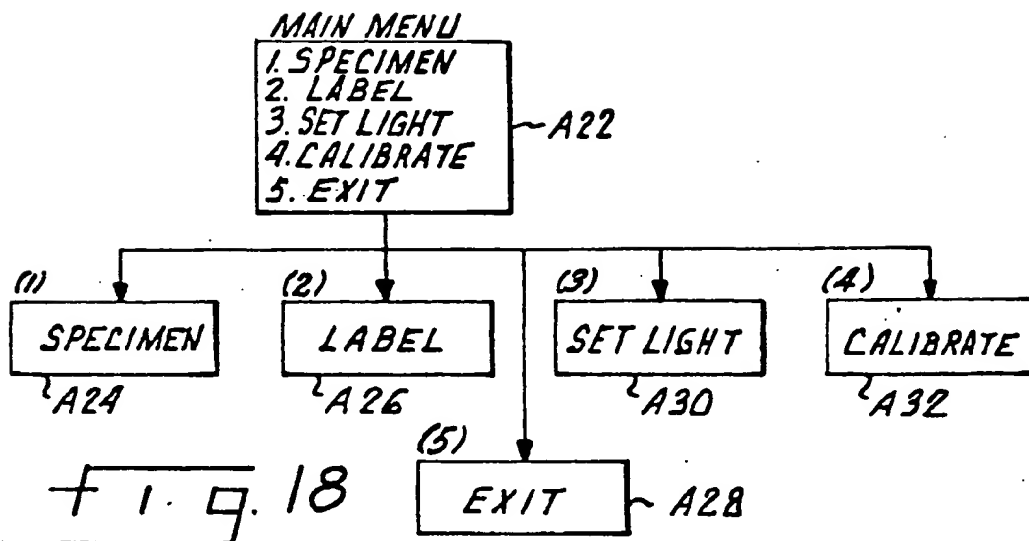 MAIN MENU
1. SPECIMEN
2. LABEL
3. SET LIGHT
4. CALIBRATE
5. EXIT
A22
(1)
SPECIMEN
A24
(2)
LABEL
A26
(3)
SET LIGHT
A30
(4)
CALIBRATE
A32
(5)
EXIT
A28
Fig. 18